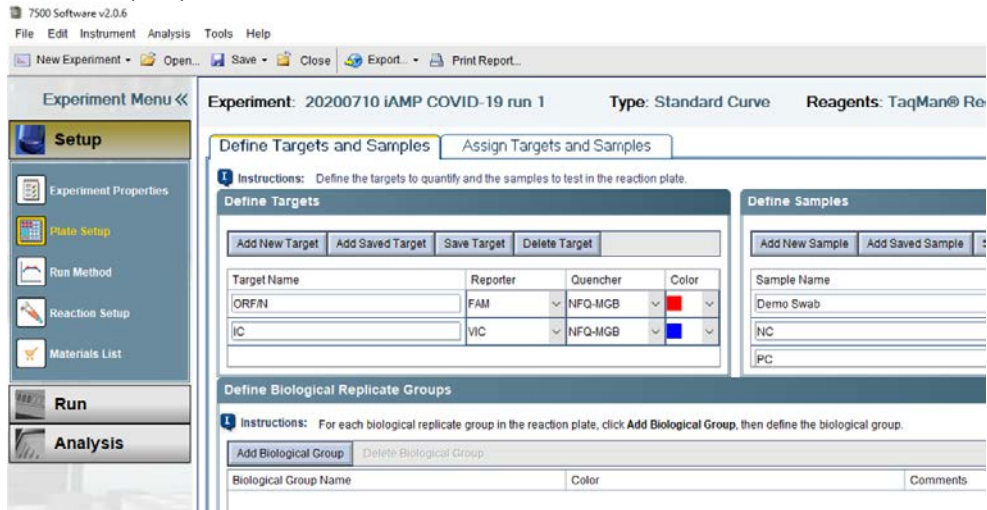 7500 Software v2.0.6
File Edit Instrument Analysis Tools Help
New Experiment Open... Save Close Export... Print Report...
Experiment Menu «
Experiment: 20200710 iAMP COVID-19 run 1 Type: Standard Curve Reagents: TaqMan®
Setup
Define Targets and Samples Assign Targets and Samples
Instructions: Define the targets to quantify and the samples to test in the reaction plate.
Experiment Properties
Define Targets
Define Samples
Plate Setup
Add New Target Add Saved Target Save Target Delete Target
Add New Sample Add Saved Sample
Run Method
Target Name Reporter Quencher Color
Sample Name
ORF/N FAM NFQ-MGB
Demo Swab
Reaction Setup
IC VIC NFQ-MGB
NC
Materials List
PC
Define Biological Replicate Groups
Run
Instructions: For each biological replicate group in the reaction plate, click Add Biological Group, then define the biological group.
Analysis
Add Biological Group Delete Biological Group
Biological Group Name Color Comments